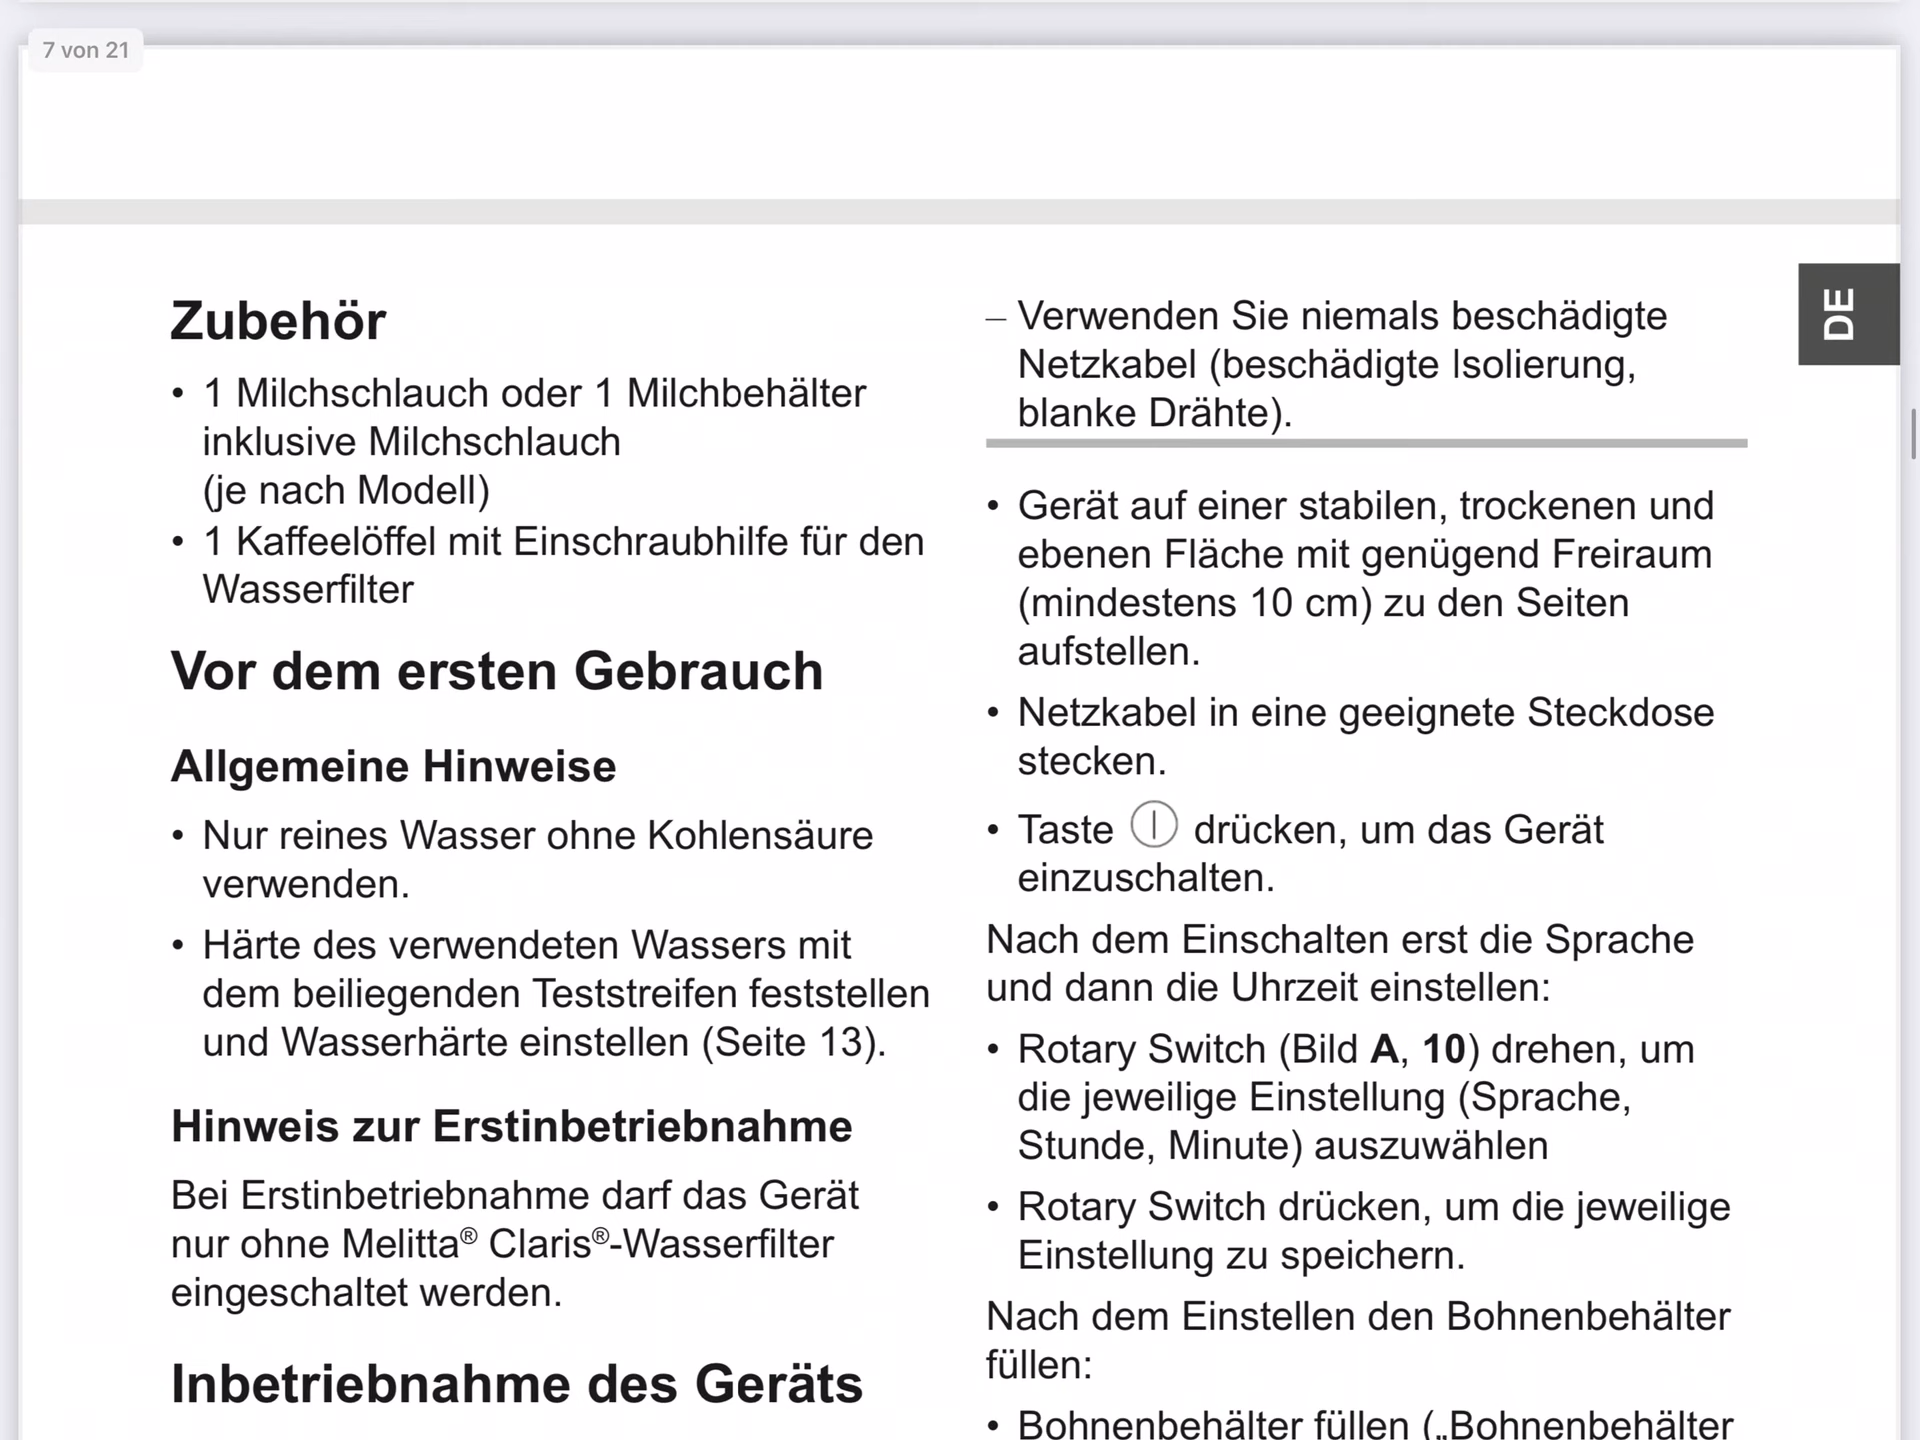 7 von 21
DE
Zubehör
• 1 Milchschlauch oder 1 Milchbehälter
inklusive Milchschlauch
(je nach Modell)
• 1 Kaffeelöffel mit Einschraubhilfe für den
Wasserfilter
Vor dem ersten Gebrauch
Allgemeine Hinweise
• Nur reines Wasser ohne Kohlensäure
verwenden.
• Härte des verwendeten Wassers mit
dem beiliegenden Teststreifen feststellen
und Wasserhärte einstellen (Seite 13).
Hinweis zur Erstinbetriebnahme
Bei Erstinbetriebnahme darf das Gerät
nur ohne Melitta® Claris®-Wasserfilter
eingeschaltet werden.
Inbetriebnahme des Geräts
– Verwenden Sie niemals beschädigte
Netzkabel (beschädigte Isolierung,
blanke Drähte).
• Gerät auf einer stabilen, trockenen und
ebenen Fläche mit genügend Freiraum
(mindestens 10 cm) zu den Seiten
aufstellen.
• Netzkabel in eine geeignete Steckdose
stecken.
• Taste drücken, um das Gerät
einzuschalten.
Nach dem Einschalten erst die Sprache
und dann die Uhrzeit einstellen:
• Rotary Switch (Bild A, 10) drehen, um
die jeweilige Einstellung (Sprache,
Stunde, Minute) auszuwählen
• Rotary Switch drücken, um die jeweilige
Einstellung zu speichern.
Nach dem Einstellen den Bohnenbehälter
füllen:
• Bohnenbehälter füllen („Bohnenbehälter